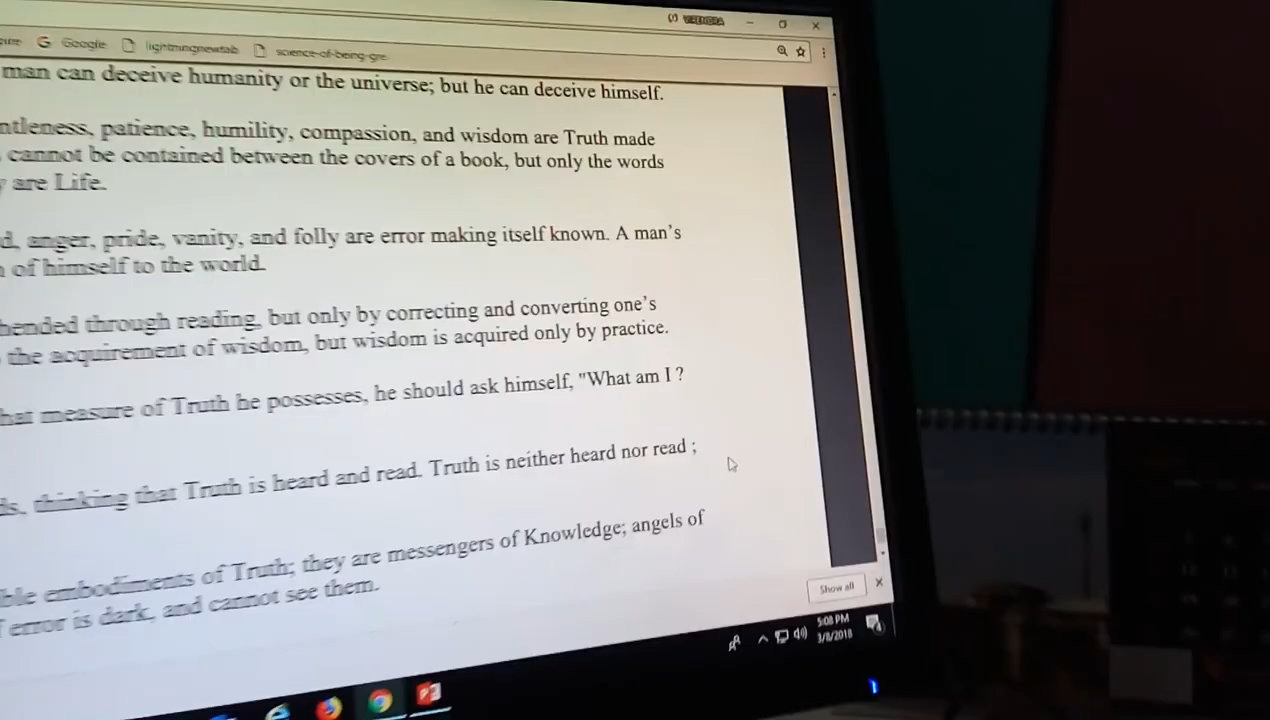 Google lightningnewtab science-of-being-gre
man can deceive humanity or the universe; but he can deceive himself.
ntleness, patience, humility, compassion, and wisdom are Truth made
cannot be contained between the covers of a book, but only the words
are Life.
d, anger, pride, vanity, and folly are error making itself known. A man's
of himself to the world.
hended through reading, but only by correcting and converting one's
the acquirement of wisdom, but wisdom is acquired only by practice.
hat measure of Truth he possesses, he should ask himself, "What am I ?
ds, thinking that Truth is heard and read. Truth is neither heard nor read ;
ble embodiments of Truth; they are messengers of Knowledge; angels of
f error is dark, and cannot see them.
Show all
5:08 PM
3/8/2018